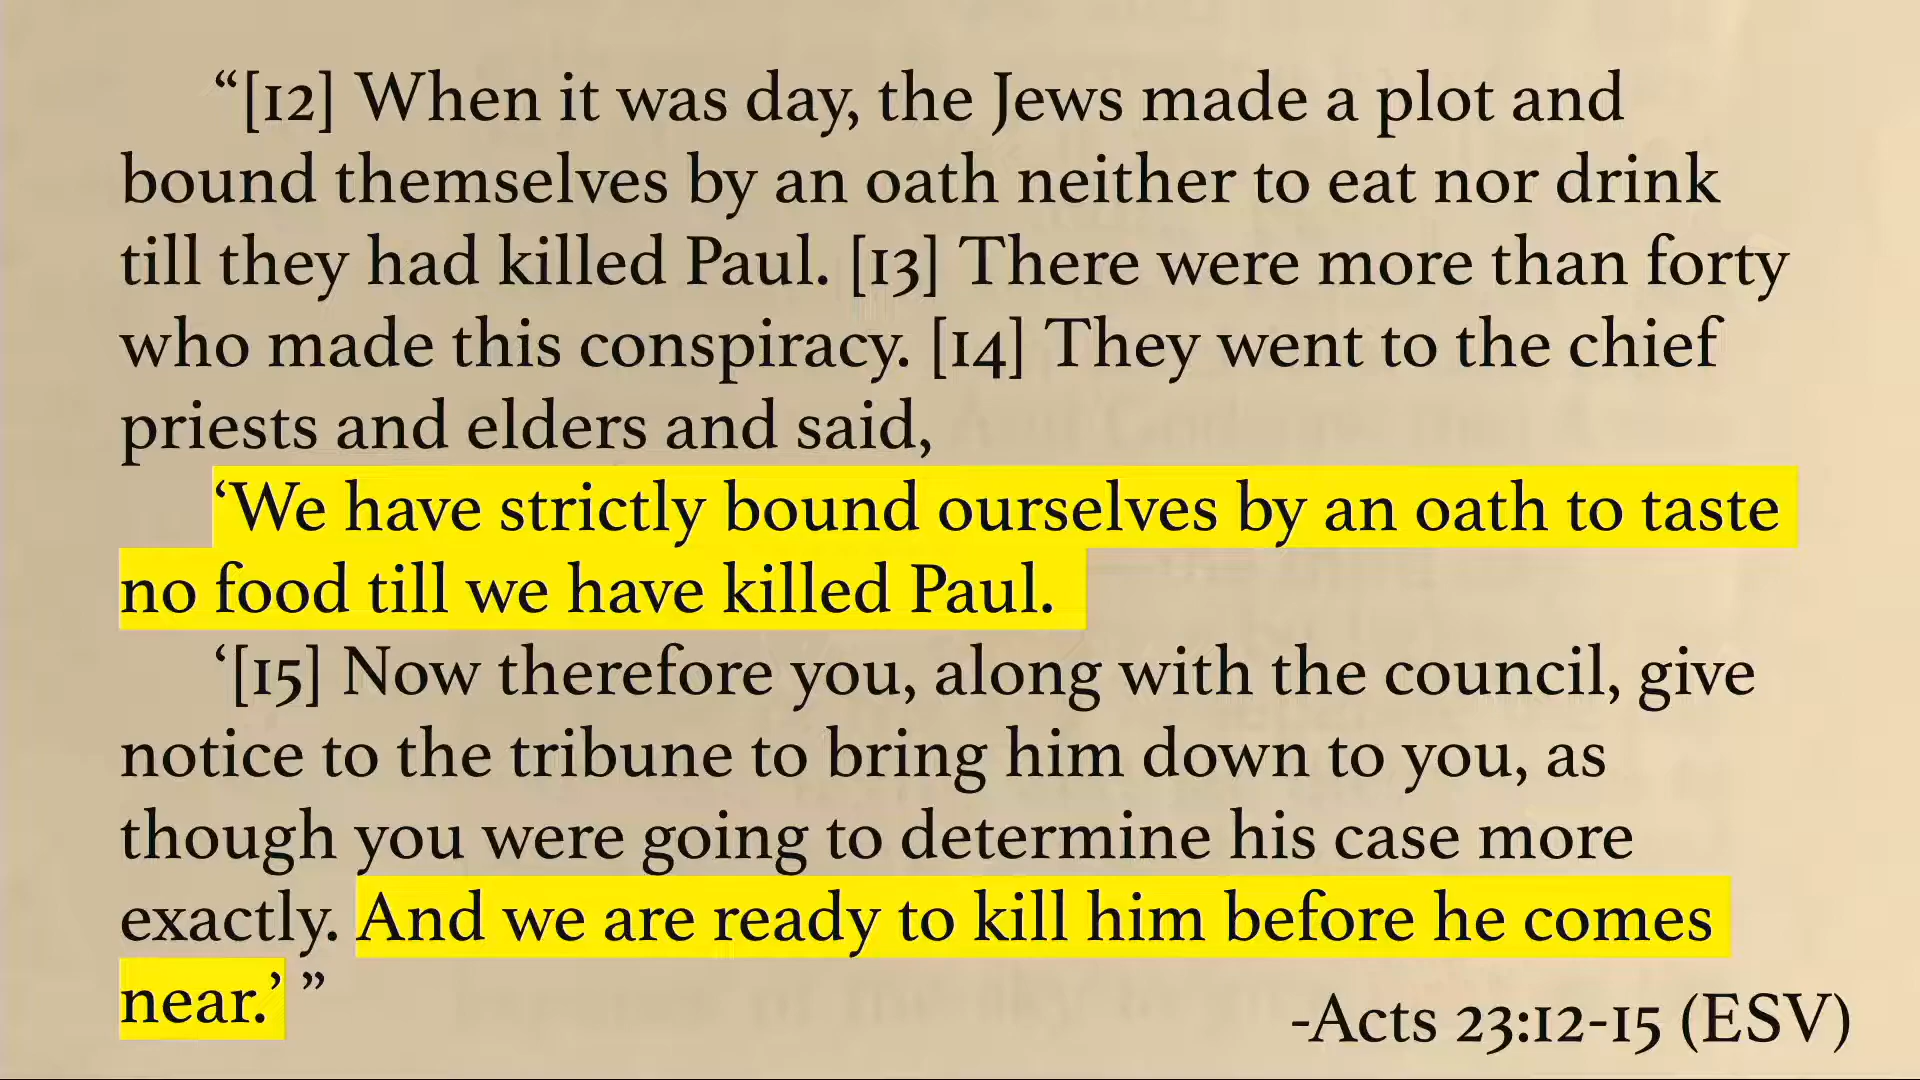 “[12] When it was day, the Jews made a plot and
bound themselves by an oath neither to eat nor drink
till they had killed Paul. [13] There were more than forty
who made this conspiracy. [14] They went to the chief
priests and elders and said,
‘We have strictly bound ourselves by an oath to taste
no food till we have killed Paul.
‘[15] Now therefore you, along with the council, give
notice to the tribune to bring him down to you, as
though you were going to determine his case more
exactly. And we are ready to kill him before he comes
near.’ ”
-Acts 23:12-15 (ESV)